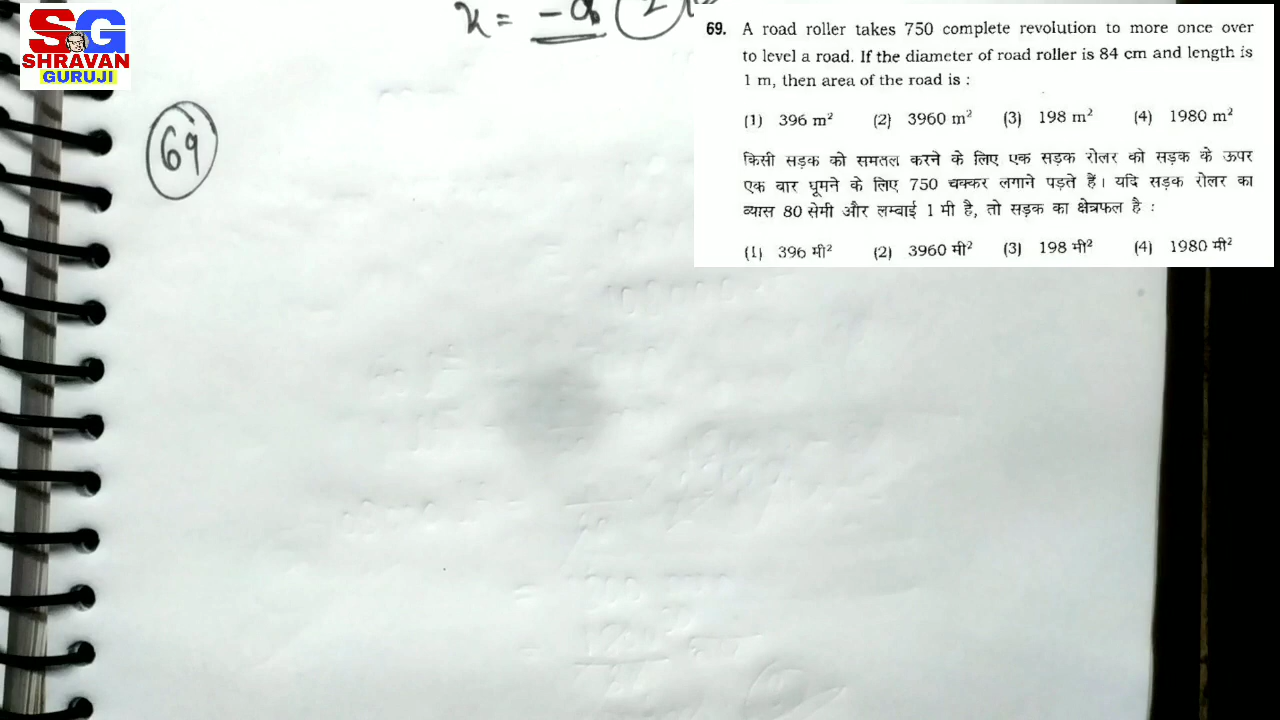 SG
SHRAVAN
GURUJI
x =
69
69. A road roller takes 750 complete revolution to more once over
to level a road. If the diameter of road roller is 84 cm and length is
1 m, then area of the road is :
(1) 396 m² (2) 3960 m² (3) 198 m² (4) 1980 m²
किसी सड़क को समतल करने के लिए एक सड़क रोलर को सड़क के ऊपर
एक बार घूमने के लिए 750 चक्कर लगाने पड़ते हैं। यदि सड़क रोलर का
व्यास 80 सेमी और लम्बाई 1 मी है, तो सड़क का क्षेत्रफल है :
(1) 396 मी² (2) 3960 मी² (3) 198 मी² (4) 1980 मी²